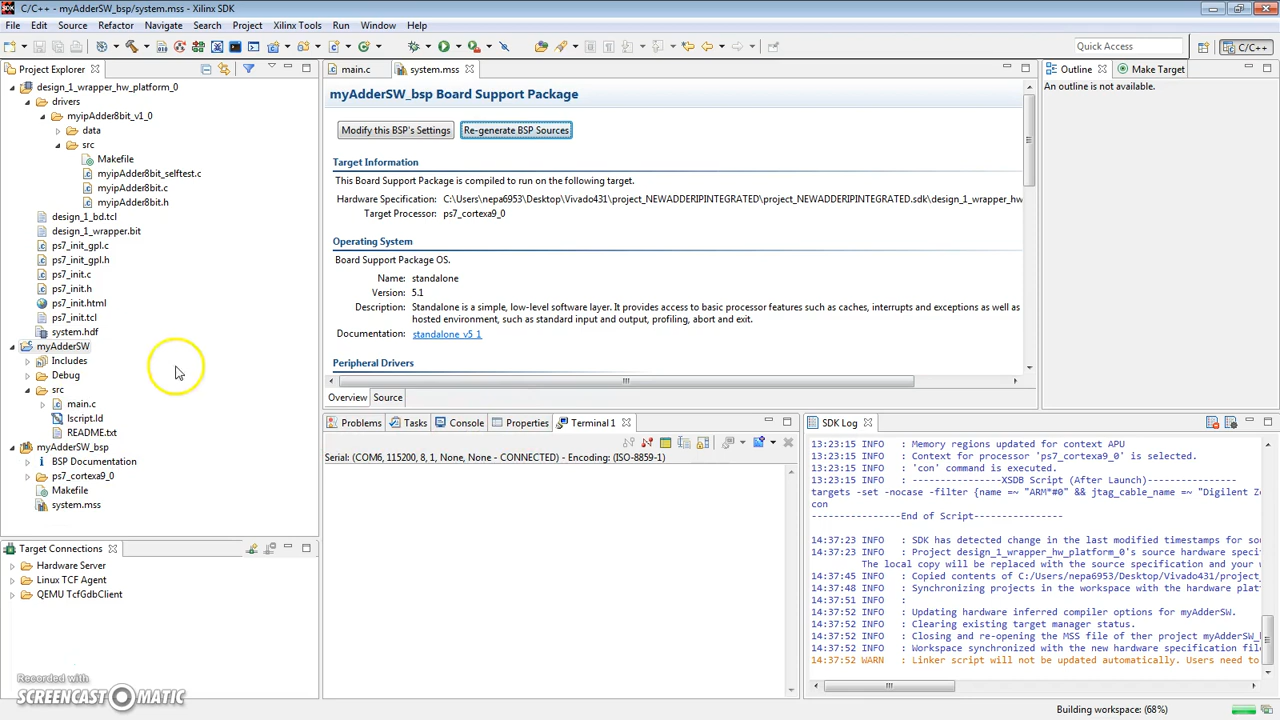 C/C++ - myAdderSW_bsp/system.mss - Xilinx SDK
File Edit Source Refactor Navigate Search Project Xilinx Tools Run Window Help
Quick Access
C/C++
Project Explorer
design_1_wrapper_hw_platform_0
drivers
myipAdder8bit_v1_0
data
src
Makefile
myipAdder8bit_selftest.c
myipAdder8bit.c
myipAdder8bit.h
design_1_bd.tcl
design_1_wrapper.bit
ps7_init_gpl.c
ps7_init_gpl.h
ps7_init.c
ps7_init.h
ps7_init.html
ps7_init.tcl
system.hdf
myAdderSW
Includes
Debug
src
main.c
lscript.ld
README.txt
myAdderSW_bsp
BSP Documentation
ps7_cortexa9_0
Makefile
system.mss
Target Connections
Hardware Server
Linux TCF Agent
QEMU TcfGdbClient
main.c
system.mss
myAdderSW_bsp Board Support Package
Modify this BSP's Settings
Re-generate BSP Sources
Target Information
This Board Support Package is compiled to run on the following target.
Hardware Specification: C:\Users\nepa6953\Desktop\Vivado431\project_NEWADDERIPINTEGRATED\project_NEWADDERIPINTEGRATED.sdk\design_1_wrapper_hw
Target Processor: ps7_cortexa9_0
Operating System
Board Support Package OS.
Name: standalone
Version: 5.1
Description: Standalone is a simple, low-level software layer. It provides access to basic processor features such as caches, interrupts and exceptions as well as
hosted environment, such as standard input and output, profiling, abort and exit.
Documentation: standalone_v5_1
Peripheral Drivers
Overview Source
Outline
Make Target
An outline is not available.
Problems Tasks Console Properties Terminal 1
Serial: (COM6, 115200, 8, 1, None, None - CONNECTED) - Encoding: (ISO-8859-1)
SDK Log
13:23:15 INFO : Memory regions updated for context APU
13:23:15 INFO : Context for processor 'ps7_cortexa9_0' is selected.
13:23:15 INFO : 'con' command is executed.
13:23:15 INFO : ----------------XSDB Script (After Launch)----------------
targets -set -nocase -filter {name =~ "ARM*#0" && jtag_cable_name =~ "Digilent Z
con
----------------End of Script----------------
14:37:23 INFO : SDK has detected change in the last modified timestamps for sou
14:37:23 INFO : Project design_1_wrapper_hw_platform_0's source hardware specif
The local copy will be replaced with the source specification and your w
14:37:45 INFO : Copied contents of C:/Users/nepa6953/Desktop/Vivado431/project_
14:37:48 INFO : Synchronizing projects in the workspace with the hardware plat
14:37:51 INFO :
14:37:52 INFO : Updating hardware inferred compiler options for myAdderSW.
14:37:52 INFO : Clearing existing target manager status.
14:37:52 INFO : Closing and re-opening the MSS file of ther project myAdderSW_
14:37:52 INFO : Workspace synchronized with the new hardware specification file
14:37:52 WARN : Linker script will not be updated automatically. Users need to
Building workspace: (68%)
Recorded with
SCREENCAST MATIC